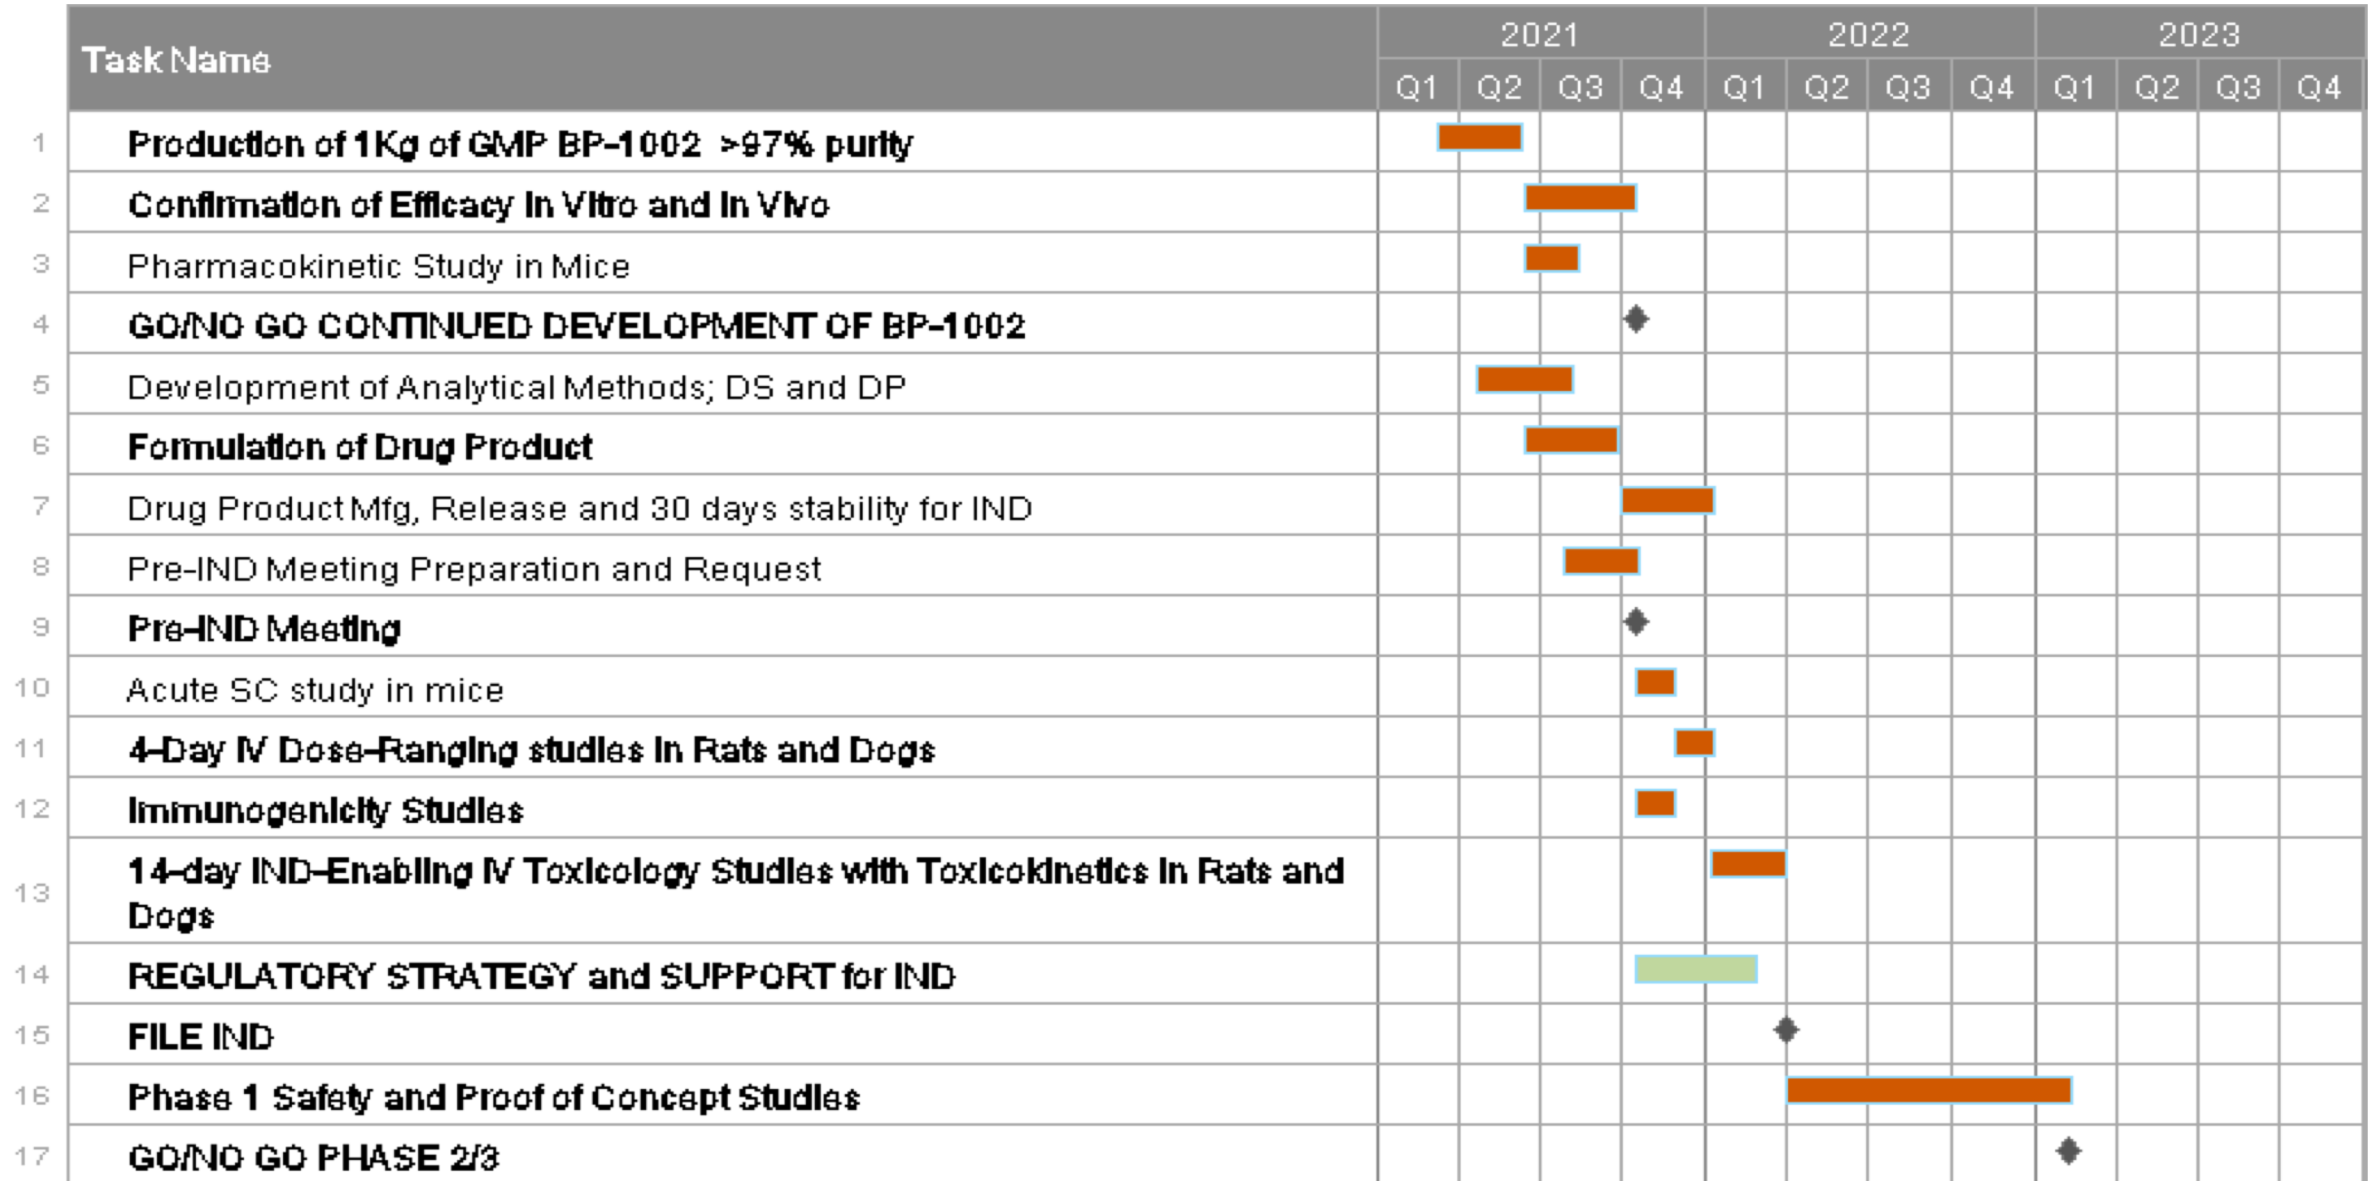 Task Name
2021 2022 2023
Q1 Q2 Q3 Q4 Q1 Q2 Q3 Q4 Q1 Q2 Q3 Q4
1 Production of 1Kg of GMP BP-1002 >97% purity
2 Confirmation of Efficacy In Vitro and In Vivo
3 Pharmacokinetic Study in Mice
4 GO/NO GO CONTINUED DEVELOPMENT OF BP-1002
5 Development of Analytical Methods; DS and DP
6 Formulation of Drug Product
7 Drug Product Mfg, Release and 30 days stability for IND
8 Pre-IND Meeting Preparation and Request
9 Pre-IND Meeting
10 Acute SC study in mice
11 4-Day IV Dose-Ranging studies in Rats and Dogs
12 Immunogenicity Studies
13 14-day IND-Enabling IV Toxicology Studies with Toxicokinetics in Rats and
Dogs
14 REGULATORY STRATEGY and SUPPORT for IND
15 FILE IND
16 Phase 1 Safety and Proof of Concept Studies
17 GO/NO GO PHASE 2/3